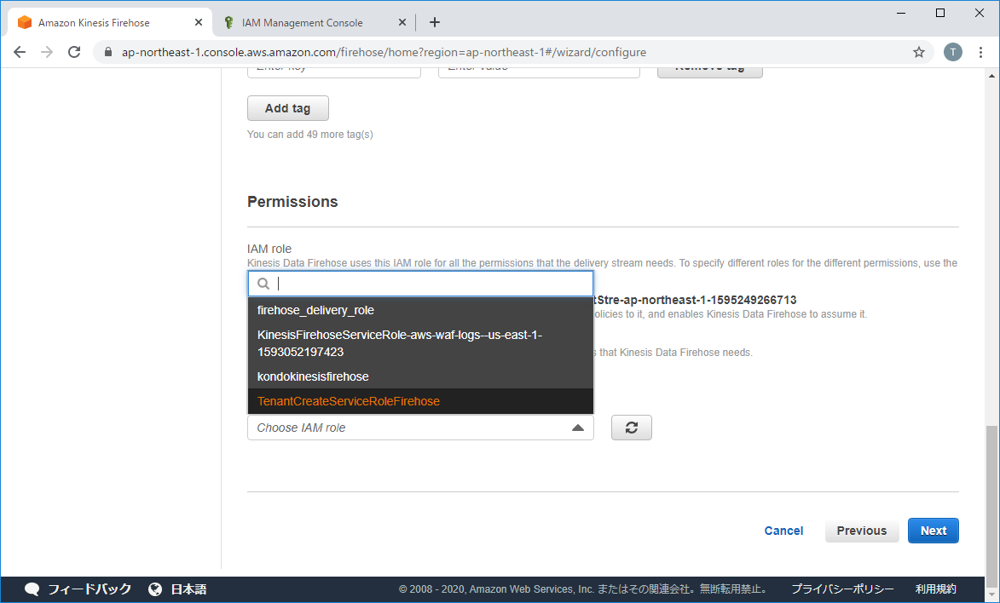 Amazon Kinesis Firehose
IAM Management Console
ap-northeast-1.console.aws.amazon.com/firehose/home?region=ap-northeast-1#/wizard/configure
T
Enter key
Enter value
Remove tag
Add tag
You can add 49 more tag(s)
Permissions
IAM role
Kinesis Data Firehose uses this IAM role for all the permissions that the delivery stream needs. To specify different roles for the different permissions, use the
tStre-ap-northeast-1-1595249266713
olicies to it, and enables Kinesis Data Firehose to assume it.
s that Kinesis Data Firehose needs.
firehose_delivery_role
KinesisFirehoseServiceRole-aws-waf-logs--us-east-1-
1593052197423
kondokinesisfirehose
TenantCreateServiceRoleFirehose
Choose IAM role
Cancel
Previous
Next
フィードバック
日本語
© 2008 - 2020, Amazon Web Services, Inc. またはその関連会社。無断転用禁止。
プライバシーポリシー
利用規約